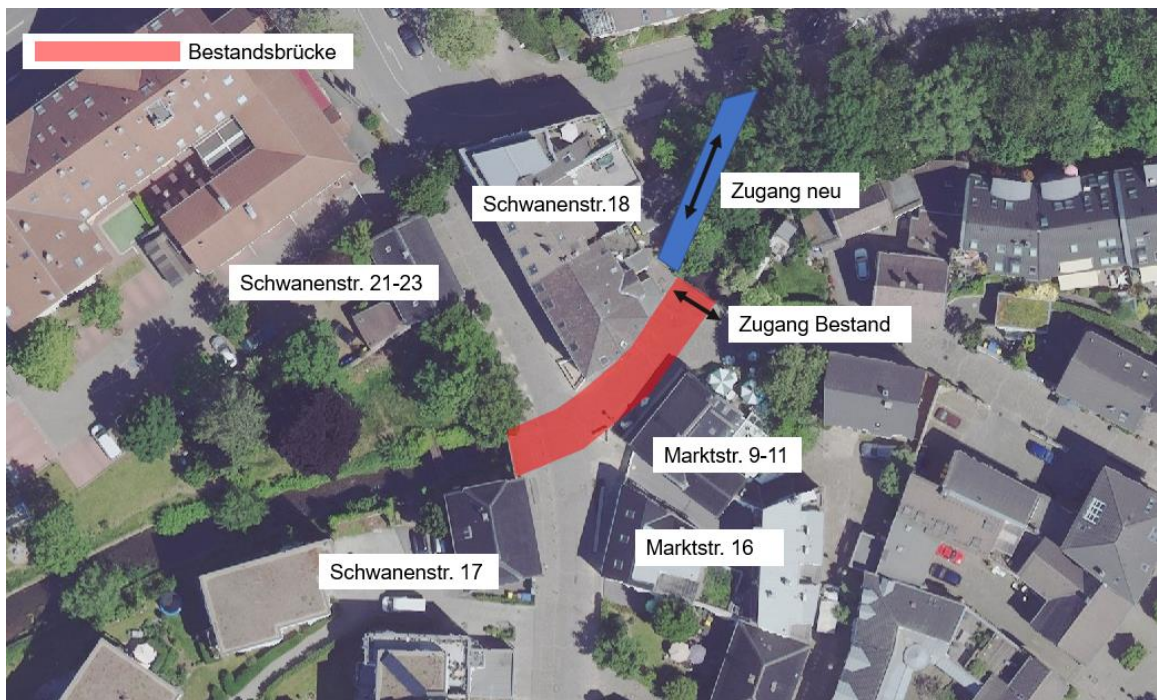 Bestandsbrücke
Schwanenstr.18
Zugang neu
Schwanenstr. 21-23
Zugang Bestand
Marktstr. 9-11
Marktstr. 16
Schwanenstr. 17